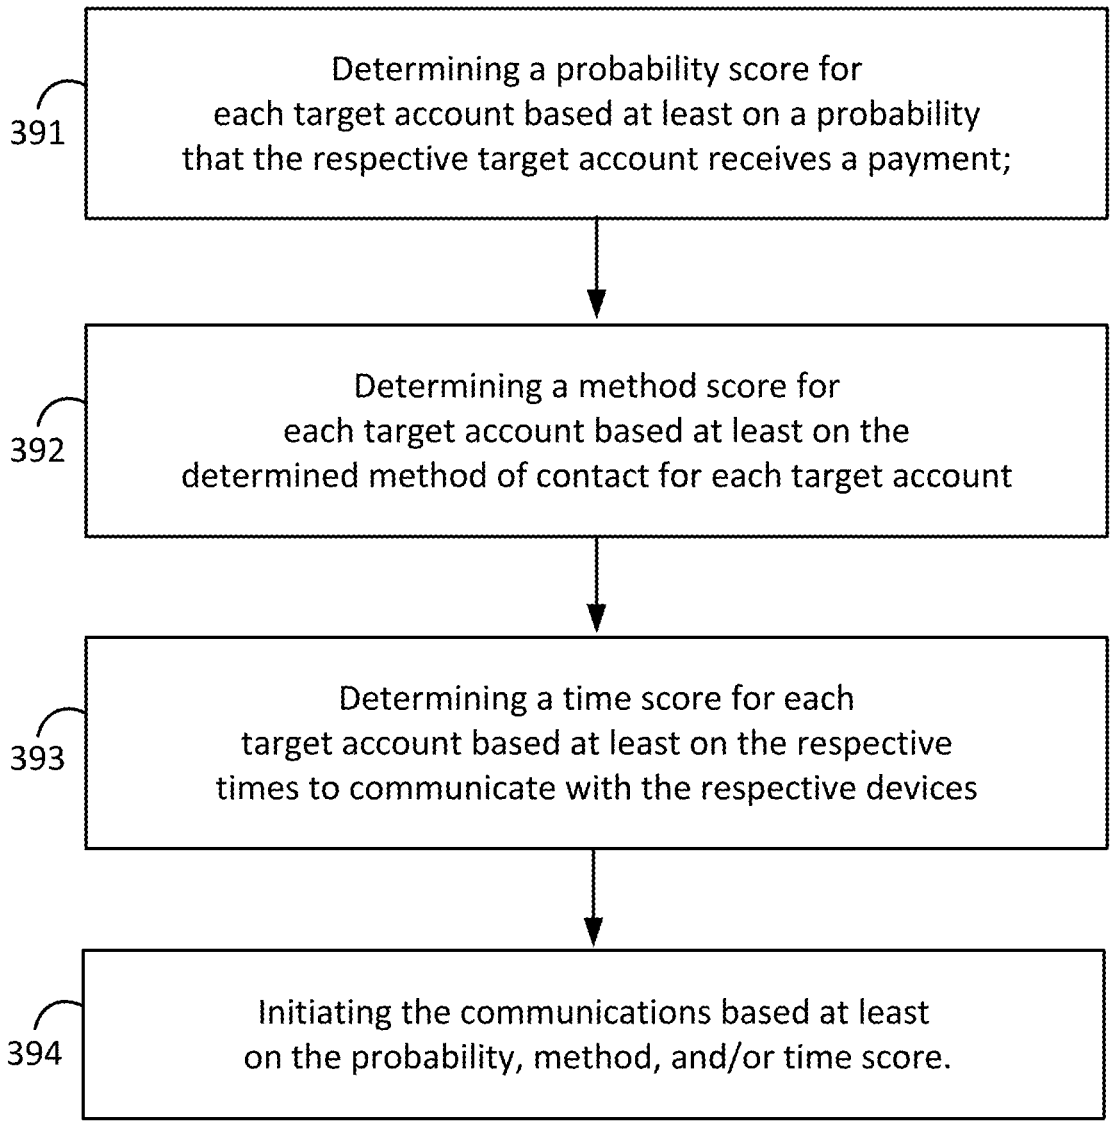 Determining a probability score for
each target account based at least on a probability
that the respective target account receives a payment;
391
Determining a method score for
each target account based at least on the
determined method of contact for each target account
392
Determining a time score for each
target account based at least on the respective
times to communicate with the respective devices
393
Initiating the communications based at least
on the probability, method, and/or time score.
394